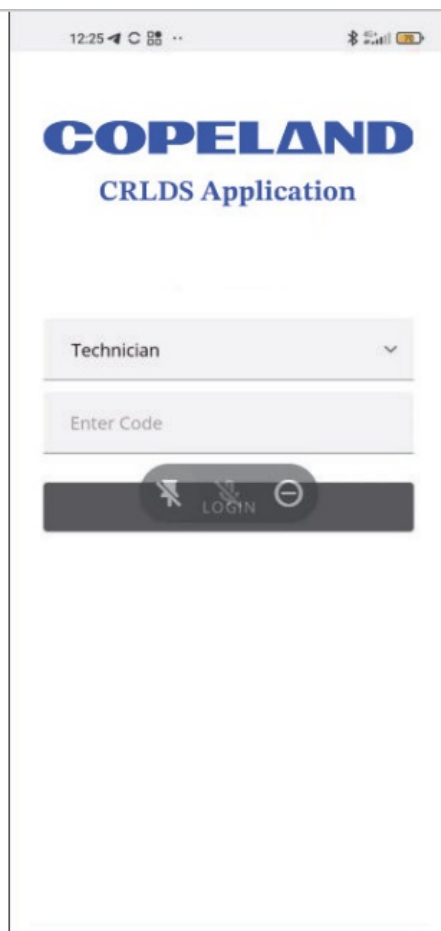 12:25
COPELAND
CRLDS Application
Technician
Enter Code
LOGIN